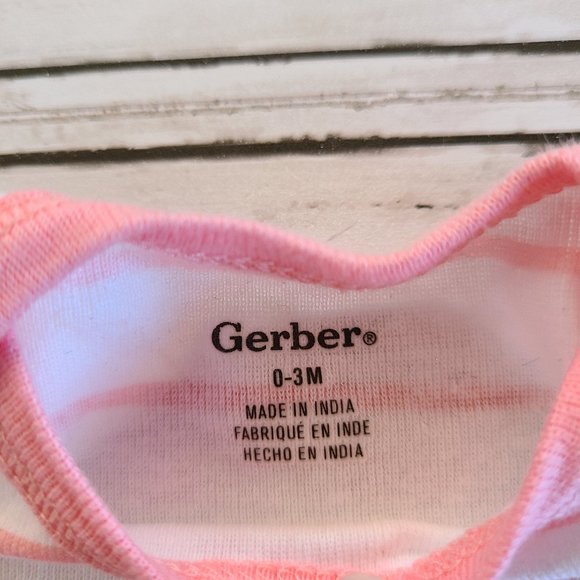 Gerber®
0-3M
MADE IN INDIA
FABRIQUÉ EN INDE
HECHO EN INDIA